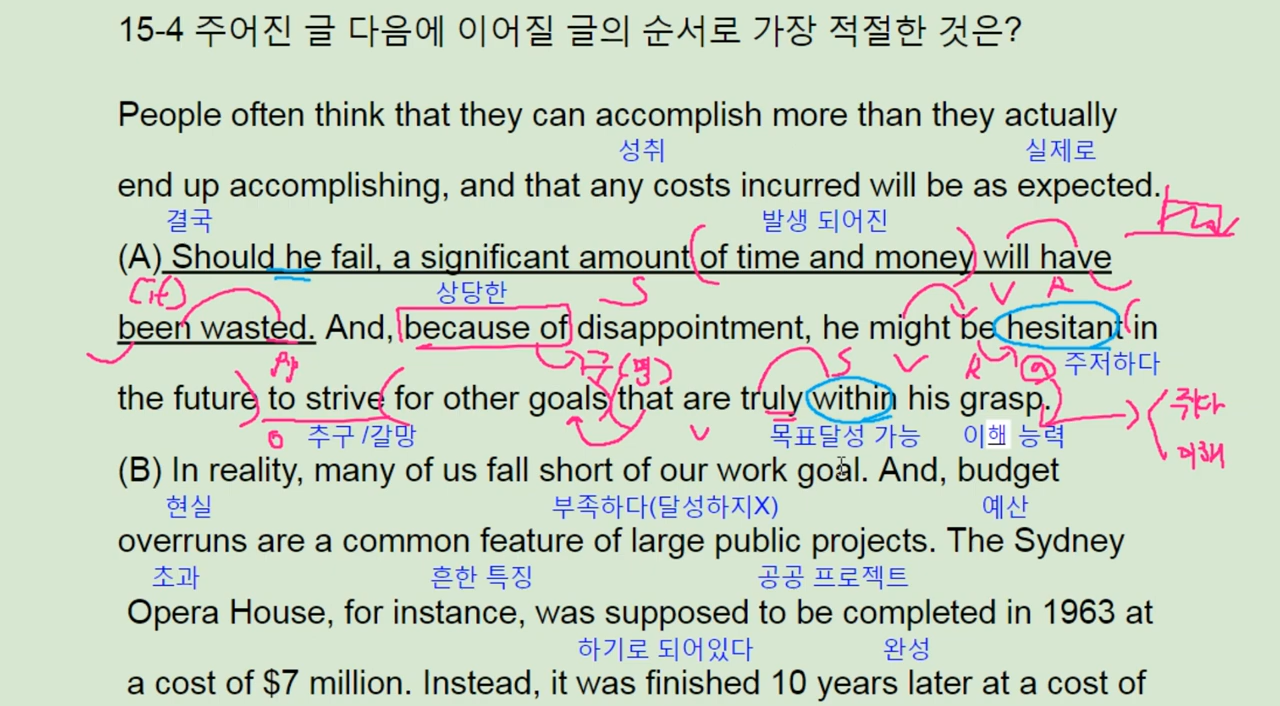 15-4 주어진 글 다음에 이어질 글의 순서로 가장 적절한 것은?
People often think that they can accomplish more than they actually
성취 실제로
end up accomplishing, and that any costs incurred will be as expected.
결국 발생 되어진
(A) Should he fail, a significant amount of time and money will have
(if) 상당한 S V R
been wasted. And, because of disappointment, he might be hesitant in
PP 구(명) S V R ⓐ 주저하다
the future to strive for other goals that are truly within his grasp.
O 추구 /갈망 V 목표달성 가능 이해 능력
쥐다
이해
(B) In reality, many of us fall short of our work goal. And, budget
현실 부족하다(달성하지X) 예산
overruns are a common feature of large public projects. The Sydney
초과 흔한 특징 공공 프로젝트
Opera House, for instance, was supposed to be completed in 1963 at
하기로 되어있다 완성
a cost of $7 million. Instead, it was finished 10 years later at a cost of